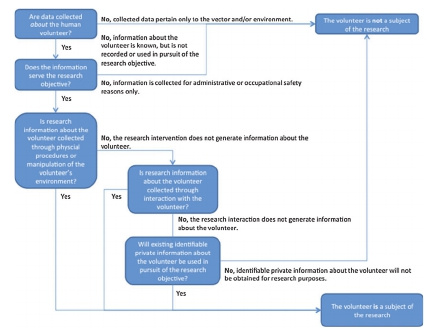 Are data collected
about the human
volunteer?
No, collected data pertain only to the vector and/or environment.
The volunteer is not a subject
of the research
Yes
No, information about the
volunteer is known, but is not
recorded or used in pursuit of the
research objective.
Does the information
serve the research
objective?
No, information is collected for administrative or occupational safety
reasons only.
Yes
Is research
information about the
volunteer collected
through physcial
procedures or
manipulation of the
volunteer's
environment?
No, the research intervention does not generate information about the
volunteer.
Is research information
about the volunteer
collected through
interaction with the
volunteer?
Yes
Yes
No, the research interaction does not generate information
about the volunteer.
Will existing identifiable
private information about
the volunteer be used in
pursuit of the research
objective?
No, identifiable private information about the volunteer will not
be obtained for research purposes.
Yes
The volunteer is a subject of
the research